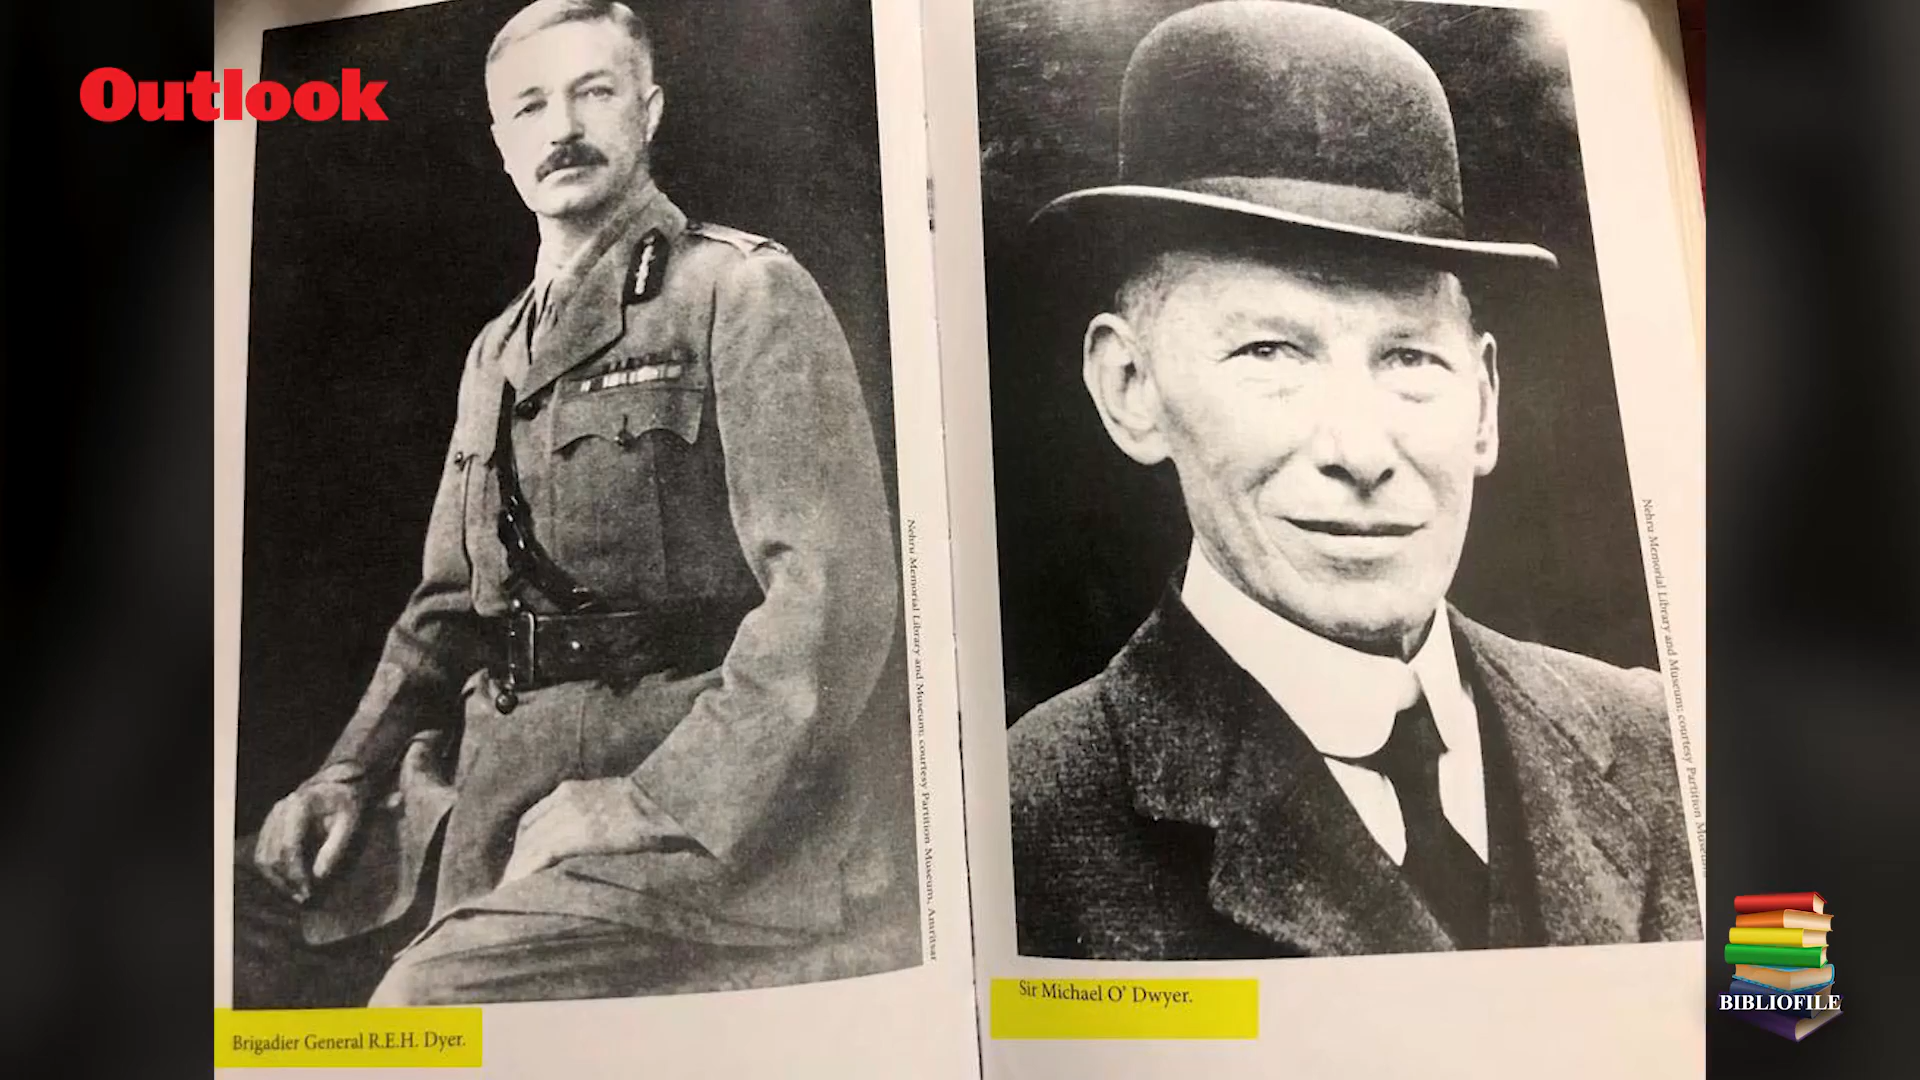 Outlook
Nehru Memorial Library and Museum; courtesy Partition Museum, Amritsar
Brigadier General R.E.H. Dyer.
Nehru Memorial Library and Museum; courtesy Partition Museum
Sir Michael O' Dwyer.
BIBLIOFILE